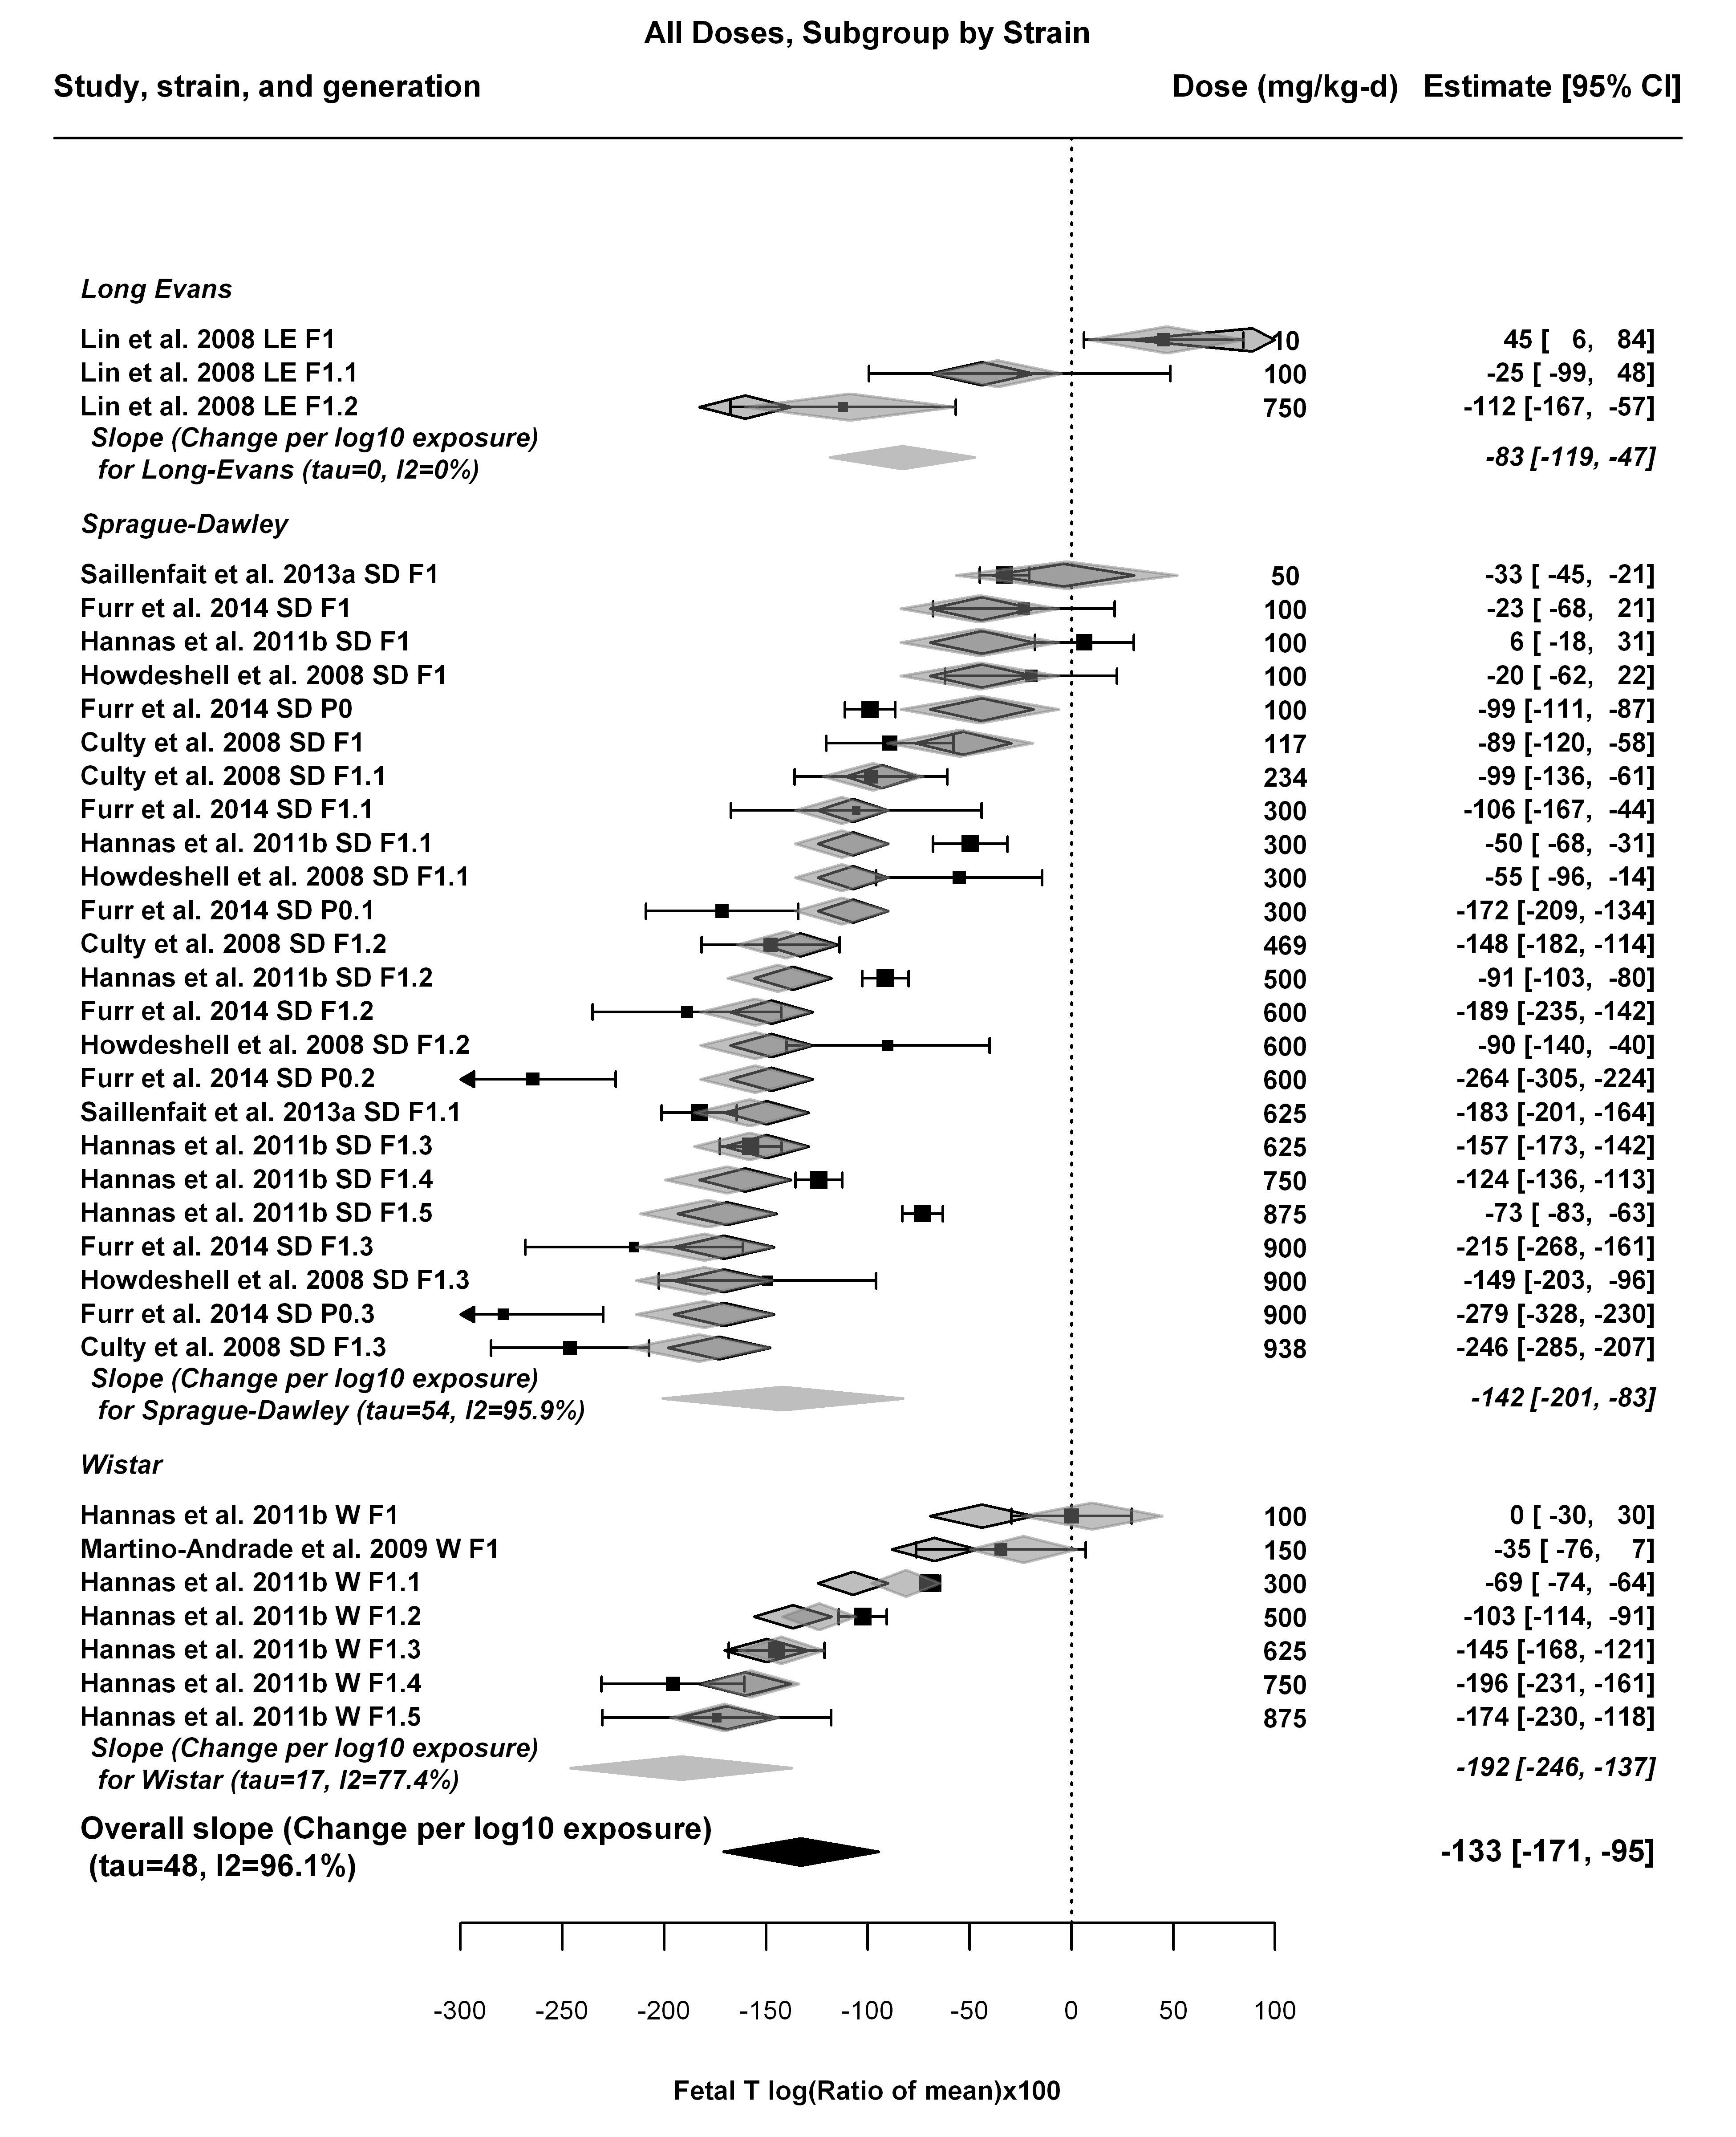 All Doses, Subgroup by Strain
Study, strain, and generation Dose (mg/kg-d) Estimate [95% CI]
Long Evans
Lin et al. 2008 LE F1 10 45 [ 6, 84]
Lin et al. 2008 LE F1.1 100 -25 [ -99, 48]
Lin et al. 2008 LE F1.2 750 -112 [-167, -57]
Slope (Change per log10 exposure)
for Long-Evans (tau=0, I2=0%) -83 [-119, -47]
Sprague-Dawley
Saillenfait et al. 2013a SD F1 50 -33 [ -45, -21]
Furr et al. 2014 SD F1 100 -23 [ -68, 21]
Hannas et al. 2011b SD F1 100 6 [ -18, 31]
Howdeshell et al. 2008 SD F1 100 -20 [ -62, 22]
Furr et al. 2014 SD P0 100 -99 [-111, -87]
Culty et al. 2008 SD F1 117 -89 [-120, -58]
Culty et al. 2008 SD F1.1 234 -99 [-136, -61]
Furr et al. 2014 SD F1.1 300 -106 [-167, -44]
Hannas et al. 2011b SD F1.1 300 -50 [ -68, -31]
Howdeshell et al. 2008 SD F1.1 300 -55 [ -96, -14]
Furr et al. 2014 SD P0.1 300 -172 [-209, -134]
Culty et al. 2008 SD F1.2 469 -148 [-182, -114]
Hannas et al. 2011b SD F1.2 500 -91 [-103, -80]
Furr et al. 2014 SD F1.2 600 -189 [-235, -142]
Howdeshell et al. 2008 SD F1.2 600 -90 [-140, -40]
Furr et al. 2014 SD P0.2 600 -264 [-305, -224]
Saillenfait et al. 2013a SD F1.1 625 -183 [-201, -164]
Hannas et al. 2011b SD F1.3 625 -157 [-173, -142]
Hannas et al. 2011b SD F1.4 750 -124 [-136, -113]
Hannas et al. 2011b SD F1.5 875 -73 [ -83, -63]
Furr et al. 2014 SD F1.3 900 -215 [-268, -161]
Howdeshell et al. 2008 SD F1.3 900 -149 [-203, -96]
Furr et al. 2014 SD P0.3 900 -279 [-328, -230]
Culty et al. 2008 SD F1.3 938 -246 [-285, -207]
Slope (Change per log10 exposure)
for Sprague-Dawley (tau=54, I2=95.9%) -142 [-201, -83]
Wistar
Hannas et al. 2011b W F1 100 0 [ -30, 30]
Martino-Andrade et al. 2009 W F1 150 -35 [ -76, 7]
Hannas et al. 2011b W F1.1 300 -69 [ -74, -64]
Hannas et al. 2011b W F1.2 500 -103 [-114, -91]
Hannas et al. 2011b W F1.3 625 -145 [-168, -121]
Hannas et al. 2011b W F1.4 750 -196 [-231, -161]
Hannas et al. 2011b W F1.5 875 -174 [-230, -118]
Slope (Change per log10 exposure)
for Wistar (tau=17, I2=77.4%) -192 [-246, -137]
Overall slope (Change per log10 exposure)
(tau=48, I2=96.1%) -133 [-171, -95]
-300 -250 -200 -150 -100 -50 0 50 100
Fetal T log(Ratio of mean)x100